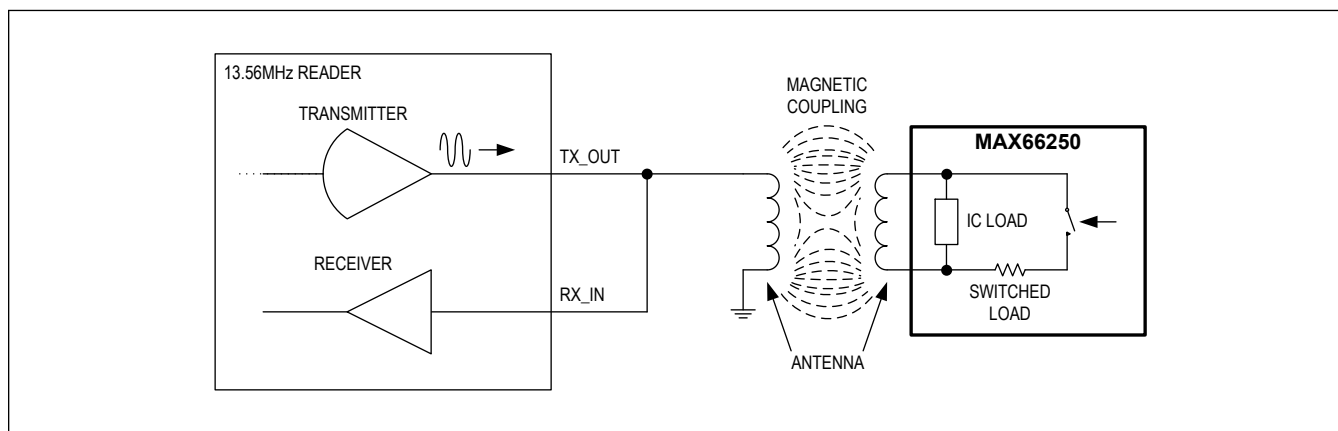 13.56MHz READER
TRANSMITTER
TX_OUT
RECEIVER
RX_IN
MAGNETIC
COUPLING
ANTENNA
MAX66250
IC LOAD
SWITCHED
LOAD